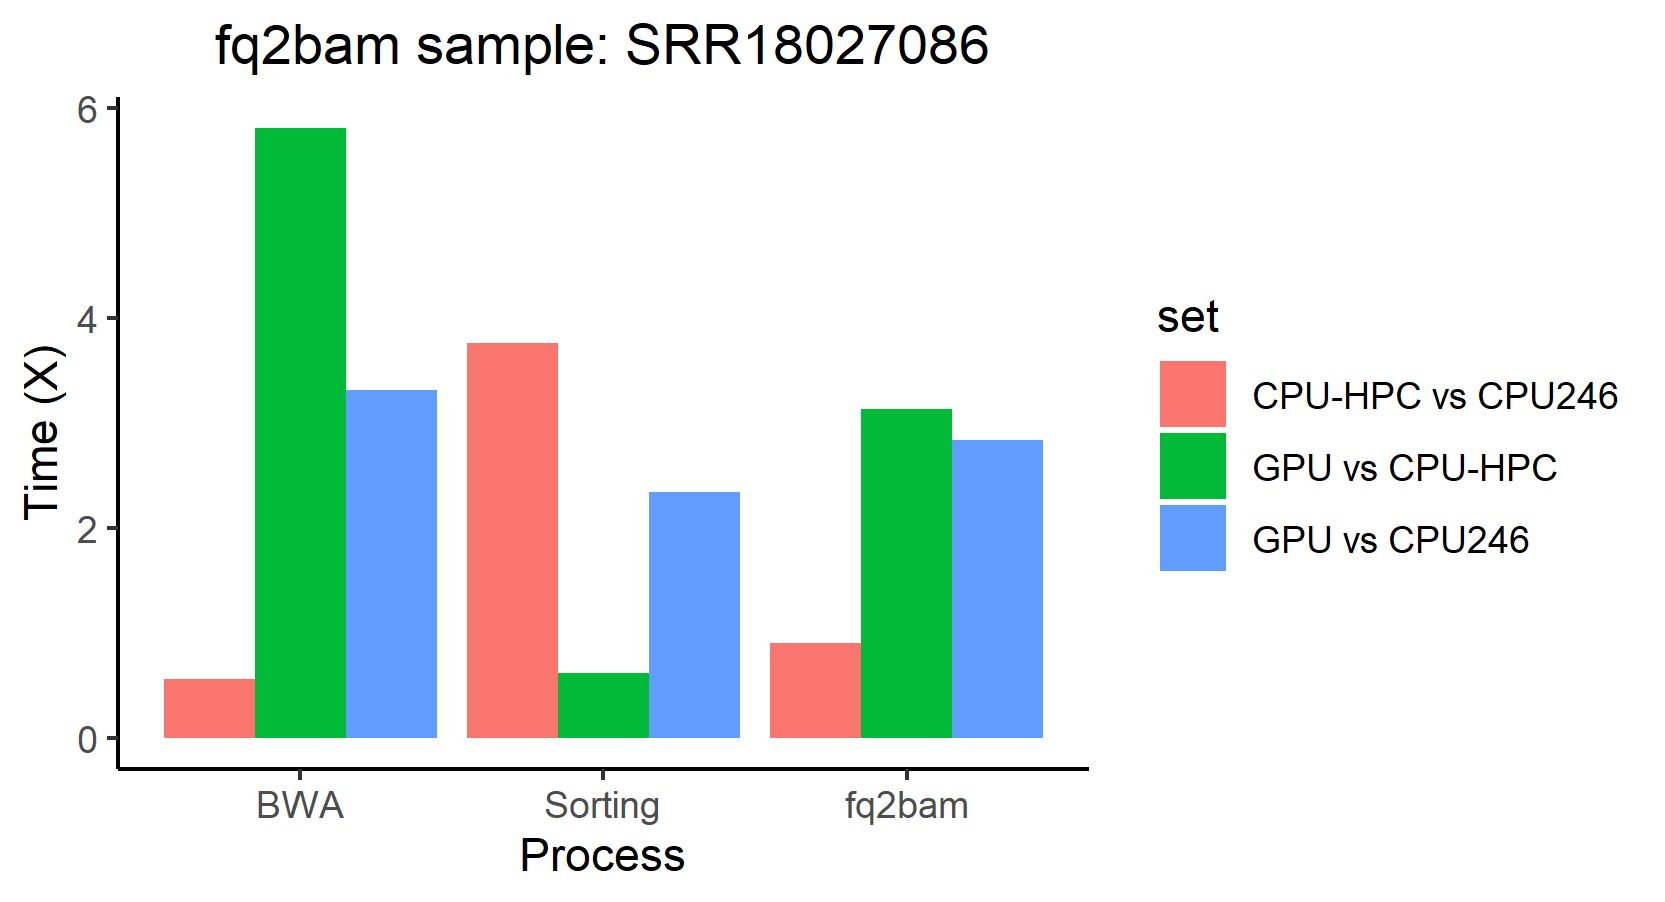 fq2bam sample: SRR18027086
6
4
2
0
Time (X)
BWA
Sorting
fq2bam
Process
set
CPU-HPC vs CPU246
GPU vs CPU-HPC
GPU vs CPU246